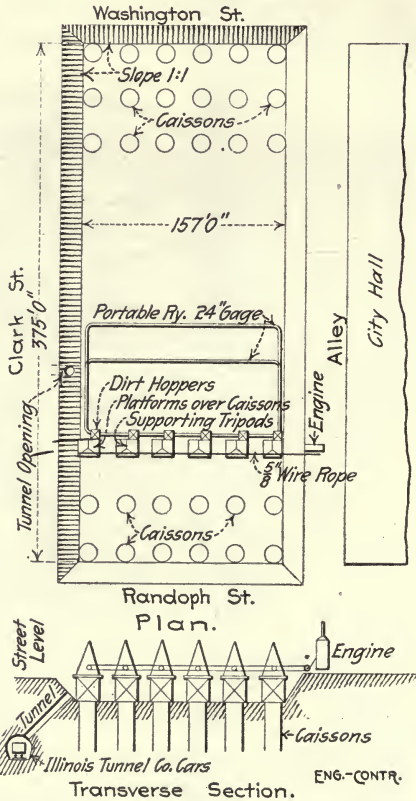 Washington St.
Slope 1:1
Caissons
157'0"
Clark St.
375'0"
Portable Ry. 24"Gage
Alley
City Hall
Dirt Hoppers
Platforms over Caissons
Supporting Tripods
Engine
Tunnel Opening
5/8" Wire Rope
Caissons
Randoph St.
Plan.
Street
Level
Engine
Tunnel
Caissons
Illinois Tunnel Co. Cars
ENG.-CONTR.
Transverse Section.